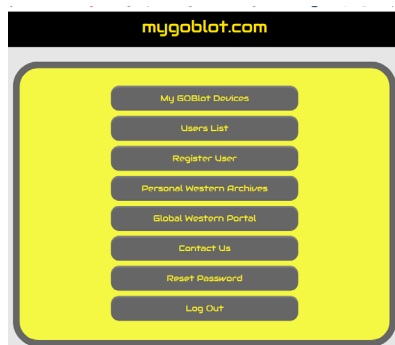 mygoblot.com
My GOBlot Devices
Users List
Register User
Personal Western Archives
Global Western Portal
Contact Us
Reset Password
Log Out